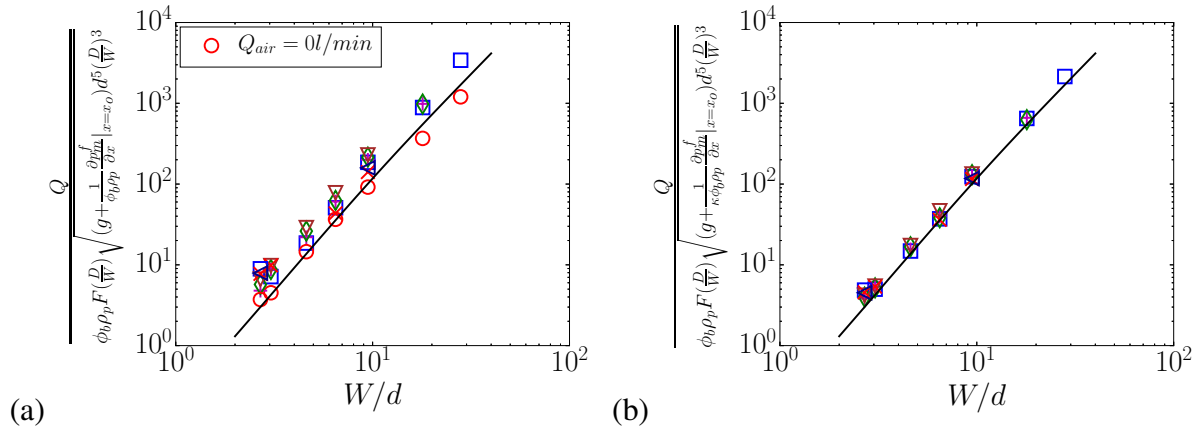 10^4
10^3
10^2
10^1
10^0
10^0
10^1
10^2
Q
ϕ_b ρ_p F(D/W) √(g + 1/(ϕ_b ρ_p) ∂p_m^f/∂x |_{x=x_o}) d^5 (D/W)^3
Q_air = 0l/min
W/d
(a)
10^4
10^3
10^2
10^1
10^0
10^0
10^1
10^2
Q
ϕ_b ρ_p F(D/W) √(g + 1/(κϕ_b ρ_p) ∂p_m^f/∂x |_{x=x_o}) d^5 (D/W)^3
W/d
(b)